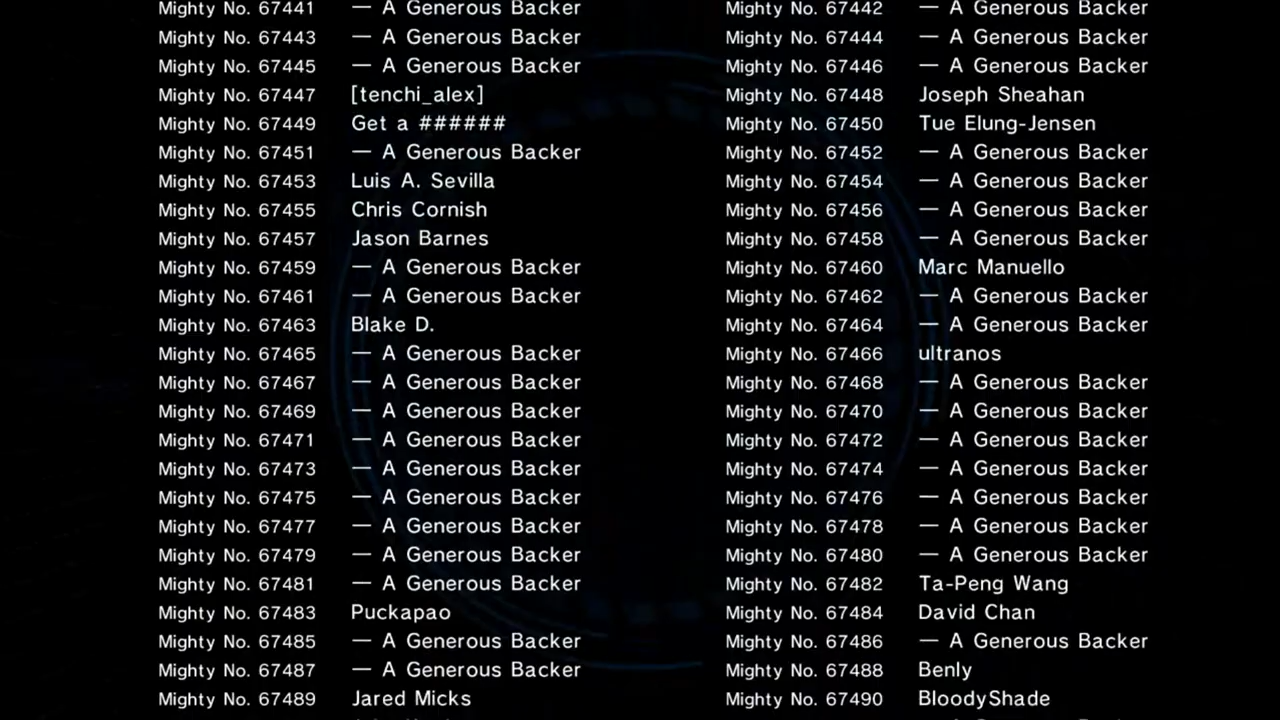 Mighty No. 67441 — A Generous Backer Mighty No. 67442 — A Generous Backer
Mighty No. 67443 — A Generous Backer Mighty No. 67444 — A Generous Backer
Mighty No. 67445 — A Generous Backer Mighty No. 67446 — A Generous Backer
Mighty No. 67447 [tenchi_alex] Mighty No. 67448 Joseph Sheahan
Mighty No. 67449 Get a ###### Mighty No. 67450 Tue Elung-Jensen
Mighty No. 67451 — A Generous Backer Mighty No. 67452 — A Generous Backer
Mighty No. 67453 Luis A. Sevilla Mighty No. 67454 — A Generous Backer
Mighty No. 67455 Chris Cornish Mighty No. 67456 — A Generous Backer
Mighty No. 67457 Jason Barnes Mighty No. 67458 — A Generous Backer
Mighty No. 67459 — A Generous Backer Mighty No. 67460 Marc Manuello
Mighty No. 67461 — A Generous Backer Mighty No. 67462 — A Generous Backer
Mighty No. 67463 Blake D. Mighty No. 67464 — A Generous Backer
Mighty No. 67465 — A Generous Backer Mighty No. 67466 ultranos
Mighty No. 67467 — A Generous Backer Mighty No. 67468 — A Generous Backer
Mighty No. 67469 — A Generous Backer Mighty No. 67470 — A Generous Backer
Mighty No. 67471 — A Generous Backer Mighty No. 67472 — A Generous Backer
Mighty No. 67473 — A Generous Backer Mighty No. 67474 — A Generous Backer
Mighty No. 67475 — A Generous Backer Mighty No. 67476 — A Generous Backer
Mighty No. 67477 — A Generous Backer Mighty No. 67478 — A Generous Backer
Mighty No. 67479 — A Generous Backer Mighty No. 67480 — A Generous Backer
Mighty No. 67481 — A Generous Backer Mighty No. 67482 Ta-Peng Wang
Mighty No. 67483 Puckapao Mighty No. 67484 David Chan
Mighty No. 67485 — A Generous Backer Mighty No. 67486 — A Generous Backer
Mighty No. 67487 — A Generous Backer Mighty No. 67488 Benly
Mighty No. 67489 Jared Micks Mighty No. 67490 BloodyShade